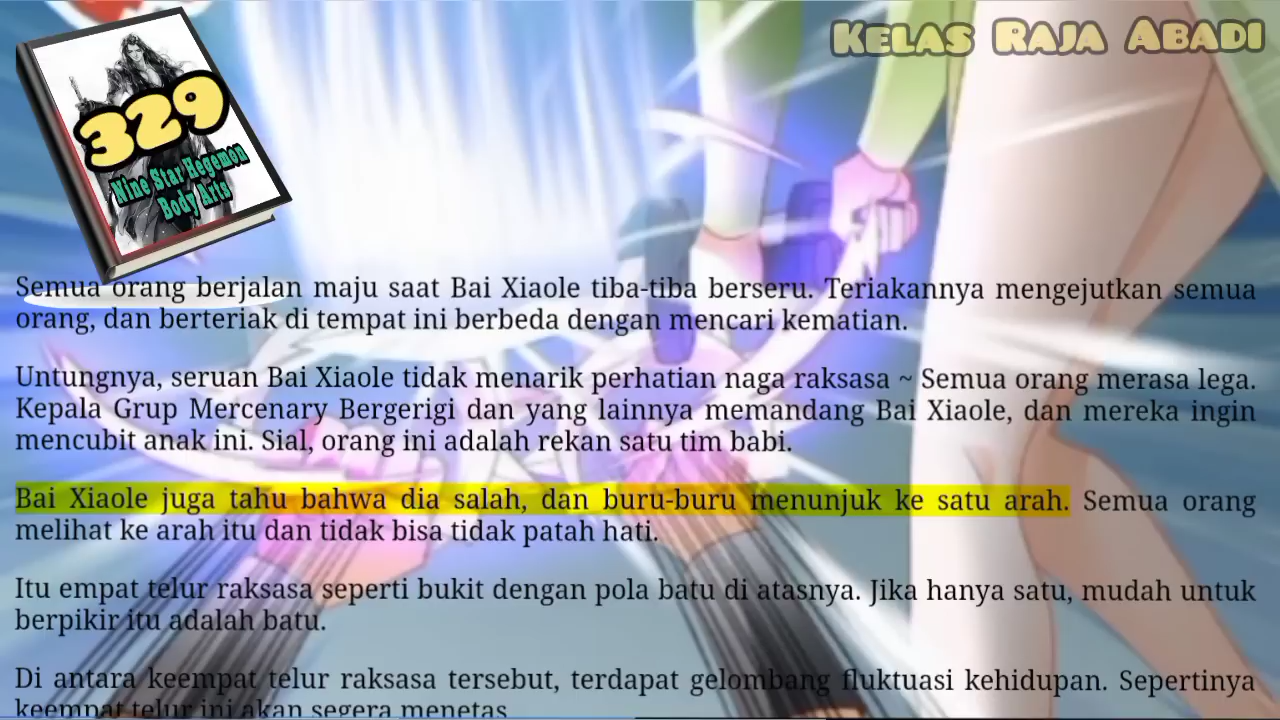 Kelas Raja Abadi
329
Nine Star Hegemon
Body Arts
Semua orang berjalan maju saat Bai Xiaole tiba-tiba berseru. Teriakannya mengejutkan semua
orang, dan berteriak di tempat ini berbeda dengan mencari kematian.
Untungnya, seruan Bai Xiaole tidak menarik perhatian naga raksasa ~ Semua orang merasa lega.
Kepala Grup Mercenary Bergerigi dan yang lainnya memandang Bai Xiaole, dan mereka ingin
mencubit anak ini. Sial, orang ini adalah rekan satu tim babi.
Bai Xiaole juga tahu bahwa dia salah, dan buru-buru menunjuk ke satu arah. Semua orang
melihat ke arah itu dan tidak bisa tidak patah hati.
Itu empat telur raksasa seperti bukit dengan pola batu di atasnya. Jika hanya satu, mudah untuk
berpikir itu adalah batu.
Di antara keempat telur raksasa tersebut, terdapat gelombang fluktuasi kehidupan. Sepertinya
keempat telur ini akan segera menetas